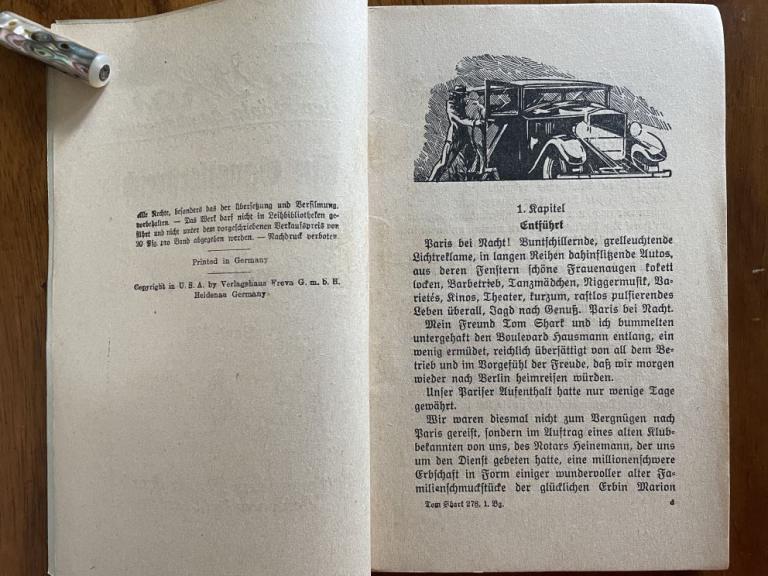 Alle Rechte, besonders das der Übersetzung und Verfilmung,
vorbehalten. — Das Werk darf nicht in Leihbibliotheken ge-
führt und nicht unter dem vorgeschriebenen Verkaufspreis von
20 Pfg. pro Band abgegeben werden. — Nachdruck verboten.
Printed in Germany
Copyright in U. S. A. by Verlagshaus Freya G. m. b. H.
Heidenau Germany
1. Kapitel
Entführt
Paris bei Nacht! Buntschillernde, grelleuchtende
Lichtreklame, in langen Reihen dahinflitzende Autos,
aus deren Fenstern schöne Frauenaugen kokett
locken, Barbetrieb, Tanzmädchen, Niggermusik, Va-
rietés, Kinos, Theater, kurzum, rastlos pulsierendes
Leben überall, Jagd nach Genuß. Paris bei Nacht.
Mein Freund Tom Shark und ich bummelten
untergehakt den Boulevard Hausmann entlang, ein
wenig ermüdet, reichlich übersättigt von all dem Be-
trieb und im Vorgefühl der Freude, daß wir morgen
wieder nach Berlin heimreisen würden.
Unser Pariser Aufenthalt hatte nur wenige Tage
gewährt.
Wir waren diesmal nicht zum Vergnügen nach
Paris gereist, sondern im Auftrag eines alten Klub-
bekannten von uns, des Notars Heinemann, der uns
um den Dienst gebeten hatte, eine millionenschwere
Erbschaft in Form einiger wundervoller alter Fa-
milienschmuckstücke der glücklichen Erbin Marion
Tom Shark 278, 1. Bg.